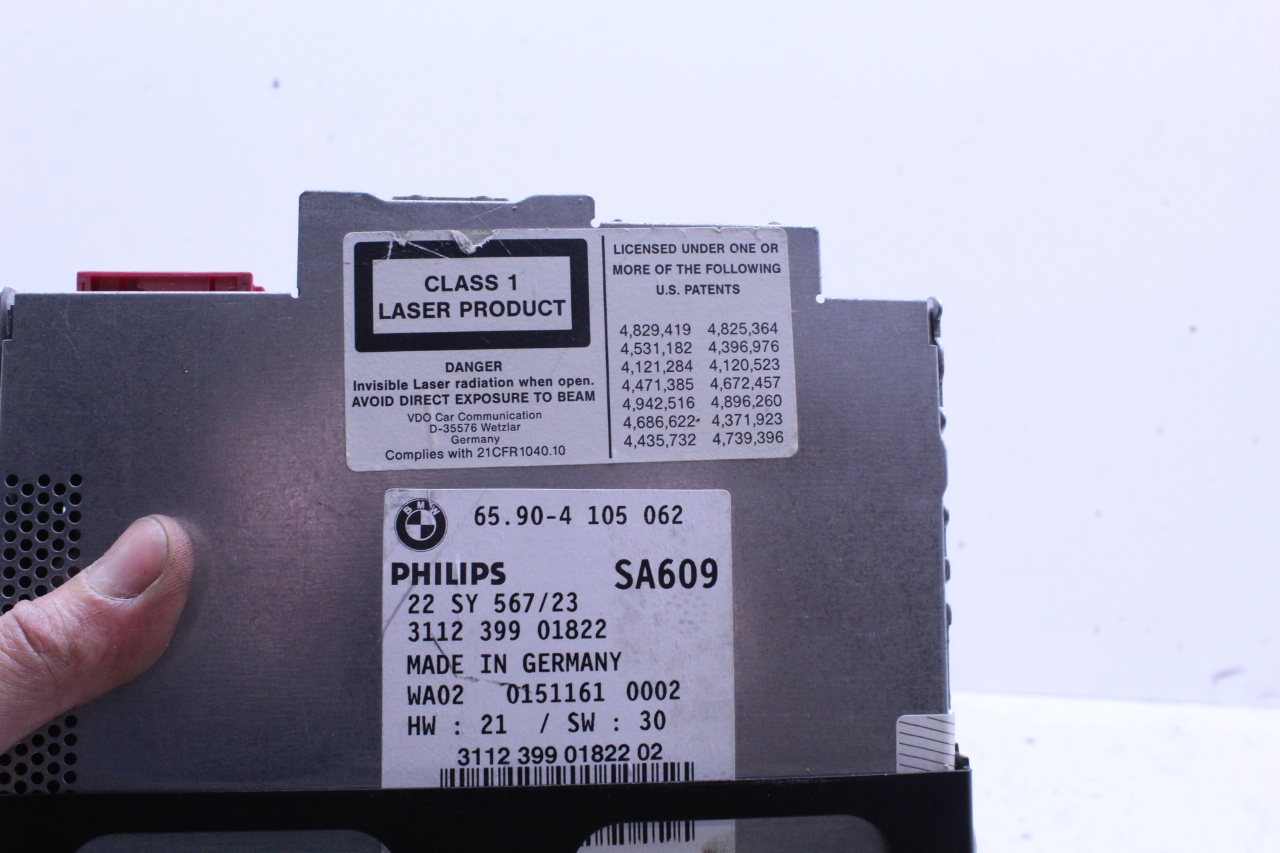 CLASS 1
LASER PRODUCT
DANGER
Invisible Laser radiation when open.
AVOID DIRECT EXPOSURE TO BEAM
VDO Car Communication
D-35576 Wetzlar
Germany
Complies with 21CFR1040.10
LICENSED UNDER ONE OR
MORE OF THE FOLLOWING
U.S. PATENTS
4,829,419 4,825,364
4,531,182 4,396,976
4,121,284 4,120,523
4,471,385 4,672,457
4,942,516 4,896,260
4,686,622 4,371,923
4,435,732 4,739,396
BMW
65.90-4 105 062
PHILIPS SA609
22 SY 567/23
3112 399 01822
MADE IN GERMANY
WA02 0151161 0002
HW : 21 / SW : 30
3112 399 01822 02